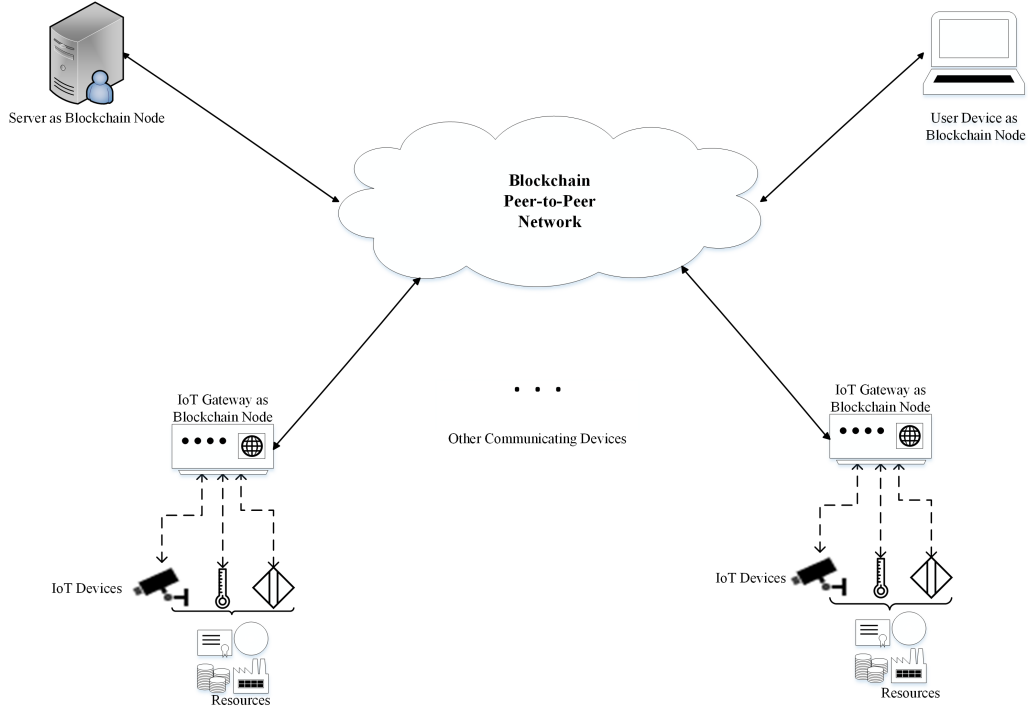 Server as Blockchain Node
User Device as
Blockchain Node
Blockchain
Peer-to-Peer
Network
IoT Gateway as
Blockchain Node
. . .
Other Communicating Devices
IoT Gateway as
Blockchain Node
IoT Devices
Resources
IoT Devices
Resources